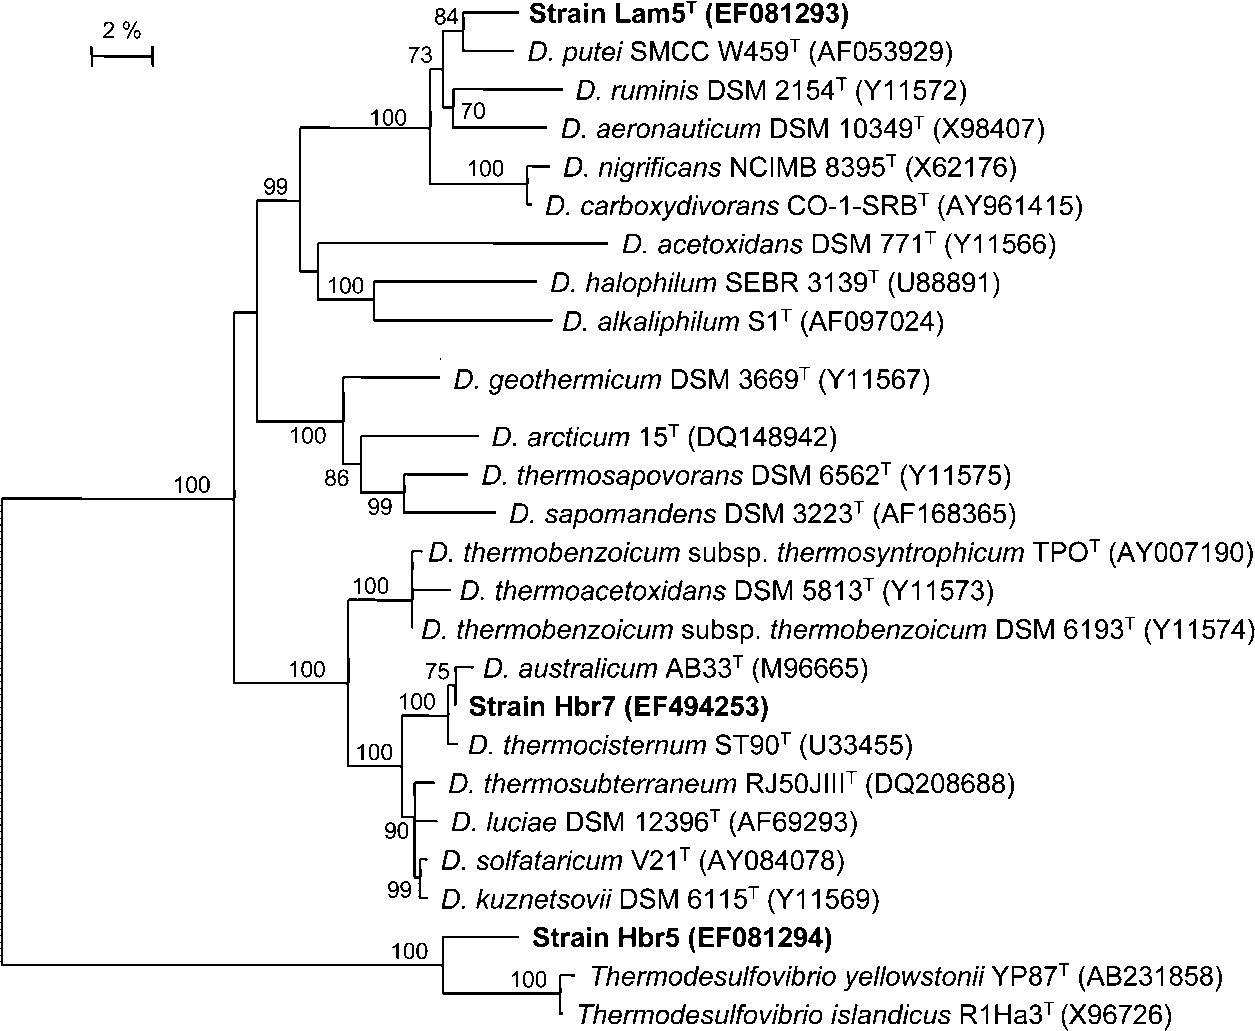 84
Strain Lam5ᵀ (EF081293)
2 %
73
D. putei SMCC W459ᵀ (AF053929)
D. ruminis DSM 2154ᵀ (Y11572)
100
70
D. aeronauticum DSM 10349ᵀ (X98407)
100
D. nigrificans NCIMB 8395ᵀ (X62176)
99
D. carboxydivorans CO-1-SRBᵀ (AY961415)
D. acetoxidans DSM 771ᵀ (Y11566)
100
D. halophilum SEBR 3139ᵀ (U88891)
D. alkaliphilum S1ᵀ (AF097024)
D. geothermicum DSM 3669ᵀ (Y11567)
100
D. arcticum 15ᵀ (DQ148942)
86
D. thermosapovorans DSM 6562ᵀ (Y11575)
100
99
D. sapomandens DSM 3223ᵀ (AF168365)
D. thermobenzoicum subsp. thermosyntrophicum TPOᵀ (AY007190)
100
D. thermoacetoxidans DSM 5813ᵀ (Y11573)
D. thermobenzoicum subsp. thermobenzoicum DSM 6193ᵀ (Y11574)
100
75
D. australicum AB33ᵀ (M96665)
100
Strain Hbr7 (EF494253)
100
D. thermocisternum ST90ᵀ (U33455)
D. thermosubterraneum RJ50JIIIᵀ (DQ208688)
90
D. luciae DSM 12396ᵀ (AF69293)
D. solfataricum V21ᵀ (AY084078)
99
D. kuznetsovii DSM 6115ᵀ (Y11569)
100
Strain Hbr5 (EF081294)
100
Thermodesulfovibrio yellowstonii YP87ᵀ (AB231858)
Thermodesulfovibrio islandicus R1Ha3ᵀ (X96726)